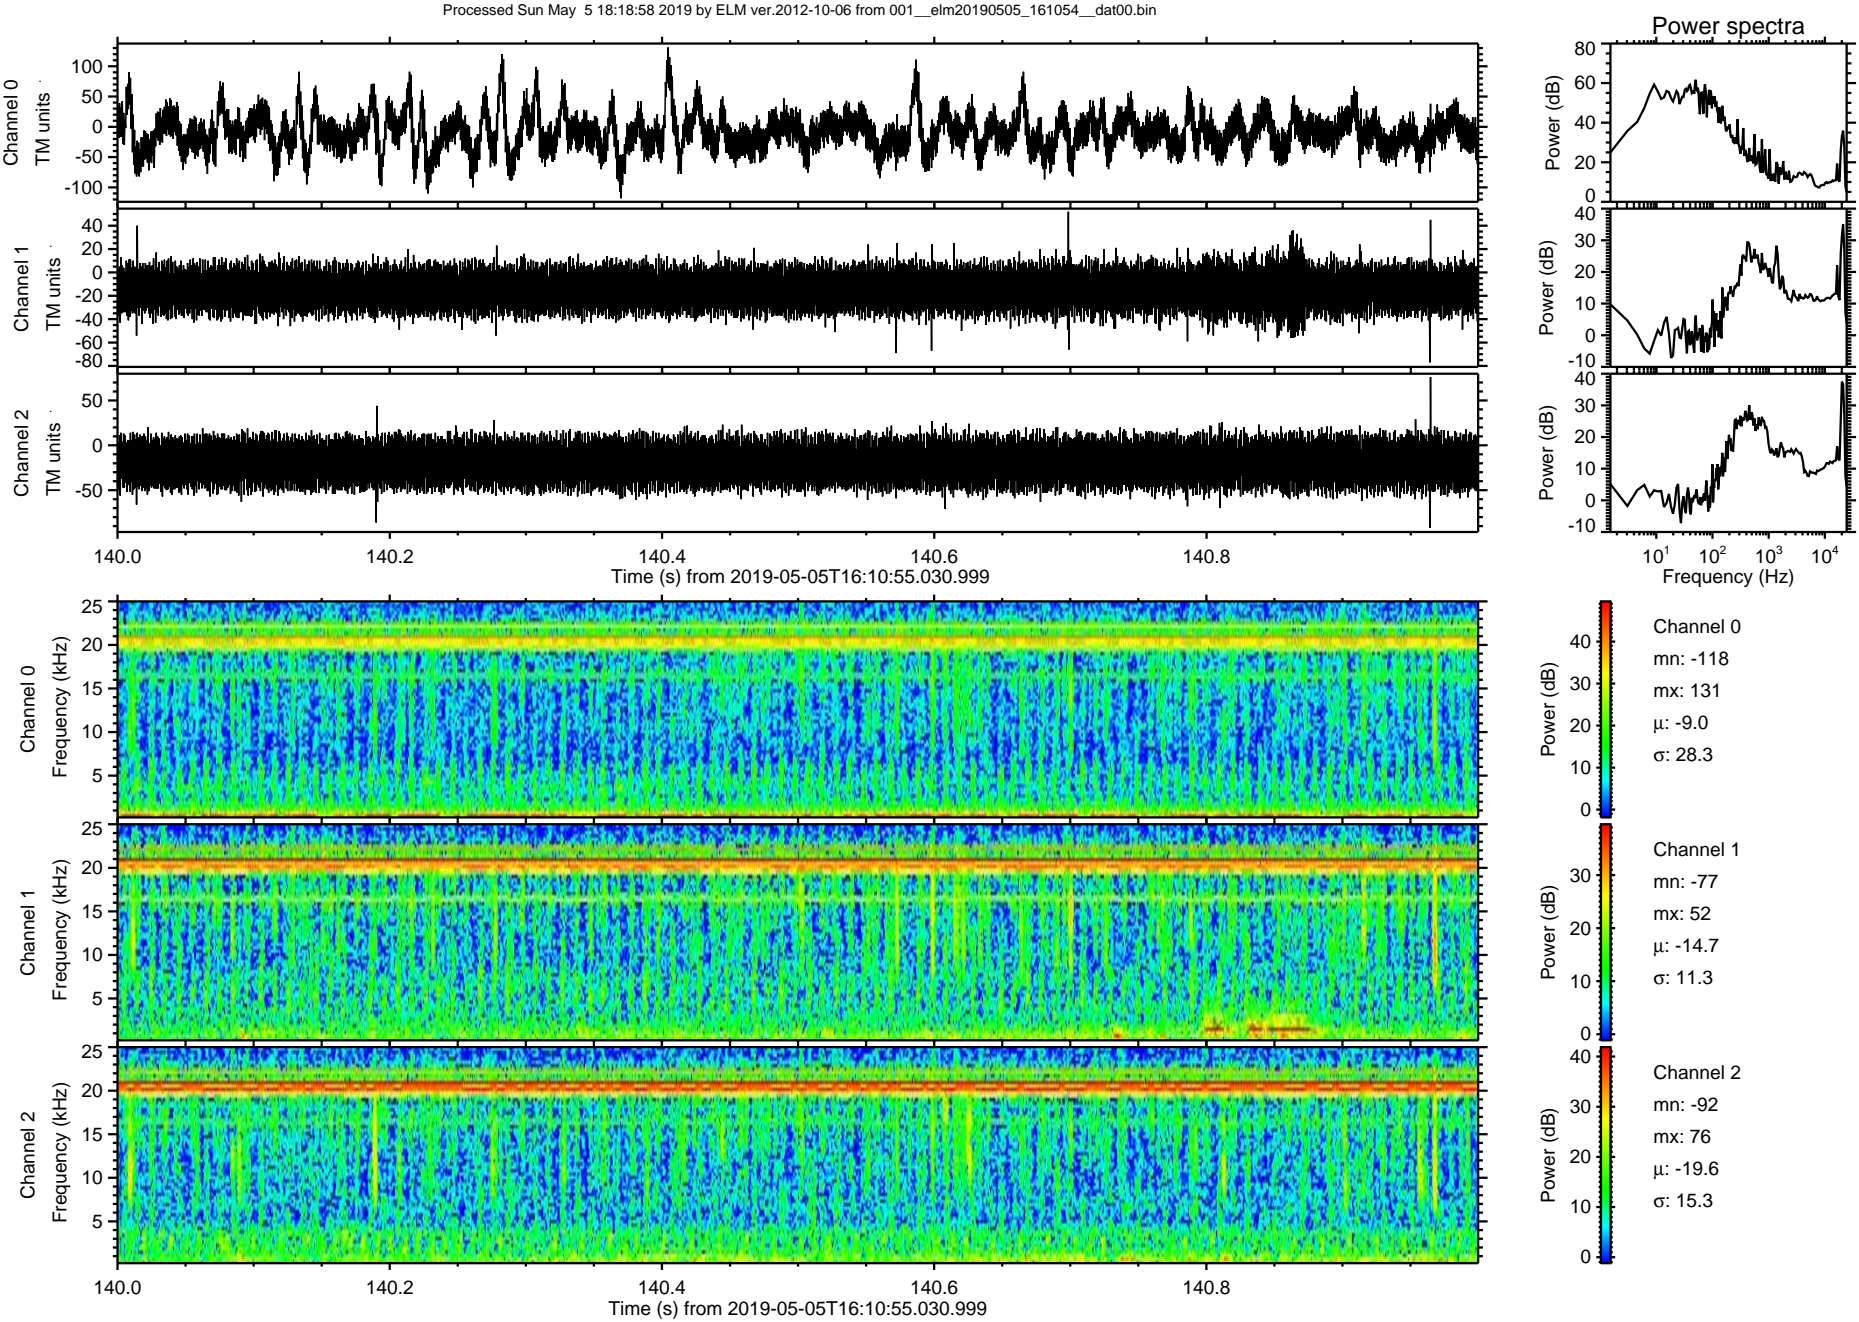 Processed Sun May  5 18:18:58 2019 by ELM ver.2012-10-06 from 001__elm20190505_161054__dat00.bin
Power spectra
Channel 0
TM units
100
50
0
-50
-100
Power (dB)
80
60
40
20
0
Channel 1
TM units
40
20
0
-20
-40
-60
-80
Power (dB)
40
30
20
10
0
-10
Channel 2
TM units
50
0
-50
Power (dB)
40
30
20
10
0
-10
140.0 140.2 140.4 140.6 140.8
Time (s) from 2019-05-05T16:10:55.030.999
10¹ 10² 10³ 10⁴
Frequency (Hz)
Channel 0
Frequency (kHz)
25
20
15
10
5
Power (dB)
40
30
20
10
0
Channel 0
mn: -118
mx: 131
μ: -9.0
σ: 28.3
Channel 1
Frequency (kHz)
25
20
15
10
5
Power (dB)
30
20
10
0
Channel 1
mn: -77
mx: 52
μ: -14.7
σ: 11.3
Channel 2
Frequency (kHz)
25
20
15
10
5
Power (dB)
40
30
20
10
0
Channel 2
mn: -92
mx: 76
μ: -19.6
σ: 15.3
140.0 140.2 140.4 140.6 140.8
Time (s) from 2019-05-05T16:10:55.030.999